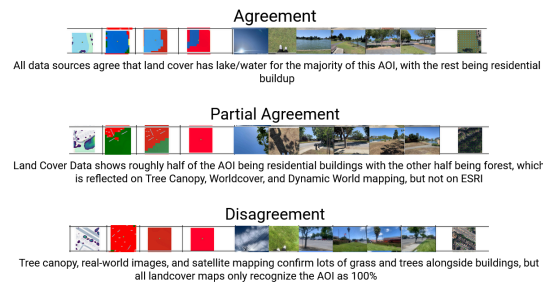 Agreement
All data sources agree that land cover has lake/water for the majority of this AOI, with the rest being residential
buildup
Partial Agreement
Land Cover Data shows roughly half of the AOI being residential buildings with the other half being forest, which
is reflected on Tree Canopy, Worldcover, and Dynamic World mapping, but not on ESRI
Disagreement
Tree canopy, real-world images, and satellite mapping confirm lots of grass and trees alongside buildings, but
all landcover maps only recognize the AOI as 100%